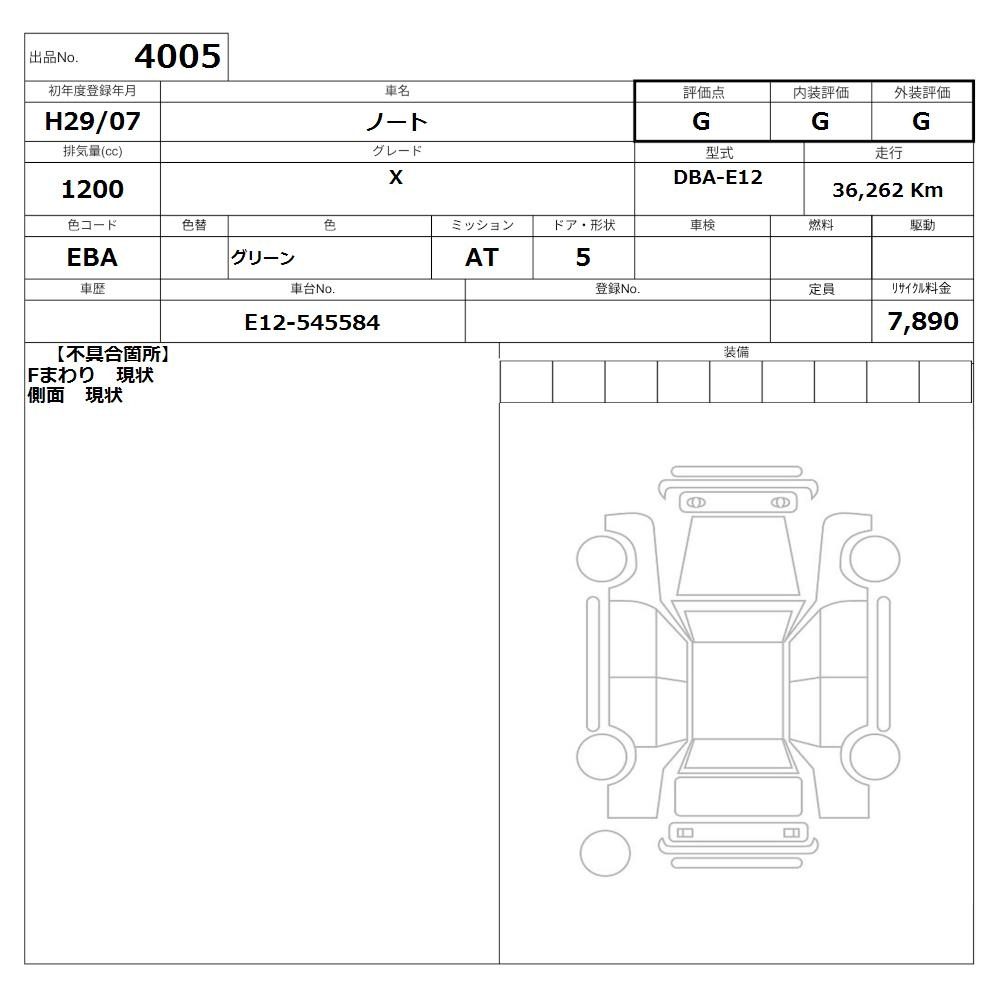 出品No. 4005
初年度登録年月 車名 評価点 内装評価 外装評価
H29/07 ノート G G G
排気量(cc) グレード 型式 走行
1200 X DBA-E12 36,262 Km
色コード 色替 色 ミッション ドア・形状 車検 燃料 駆動
EBA グリーン AT 5
車歴 車台No. 登録No. 定員 ﾘｻｲｸﾙ料金
E12-545584 7,890
【不具合箇所】 装備
Fまわり　現状
側面　現状